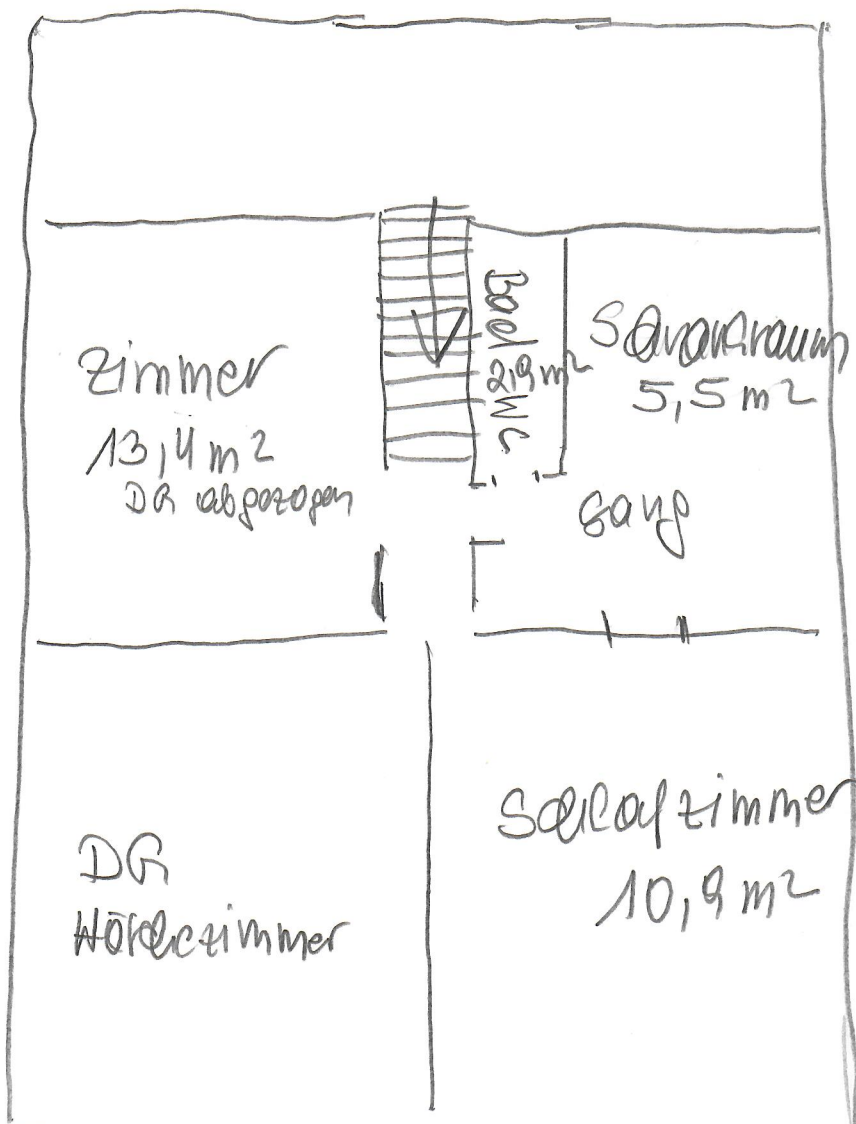 Zimmer
13,4 m²
DG abgezogen
Bad
2,9 m²
WC
Schrankraum
5,5 m²
Gang
DG
Schlafzimmer
10,9 m²